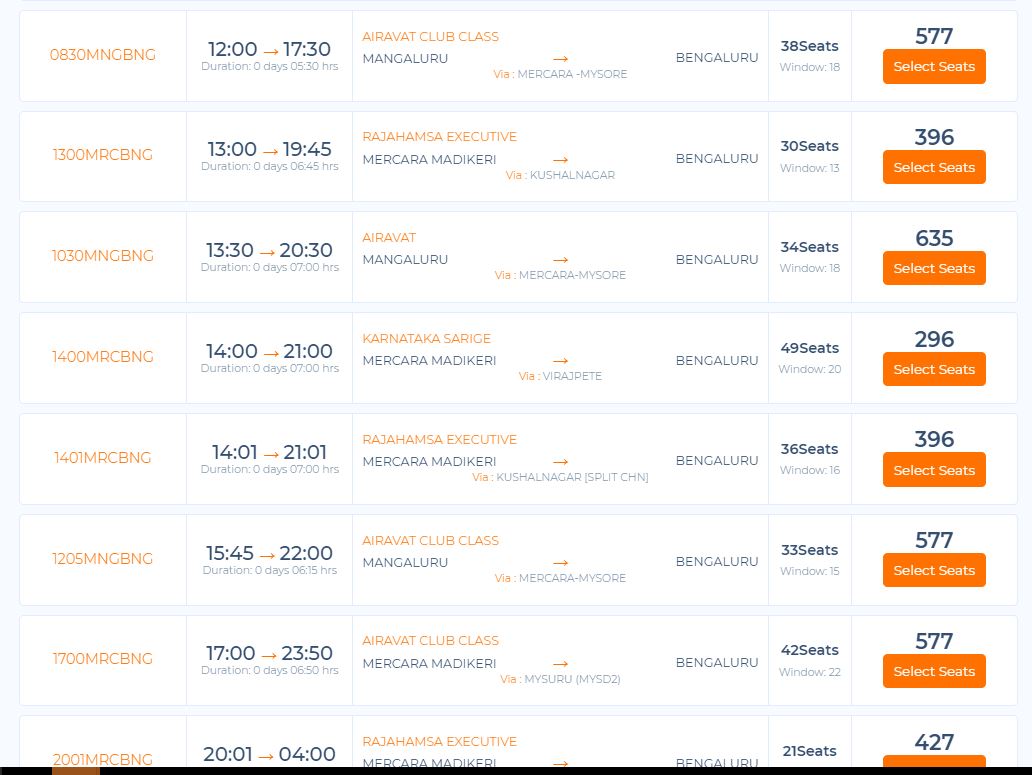 0830MNGBNG
12:00 → 17:30
Duration: 0 days 05:30 hrs
AIRAVAT CLUB CLASS
MANGALURU → BENGALURU
Via : MERCARA -MYSORE
38Seats
Window: 18
577
Select Seats
1300MRCBNG
13:00 → 19:45
Duration: 0 days 06:45 hrs
RAJAHAMSA EXECUTIVE
MERCARA MADIKERI → BENGALURU
Via : KUSHALNAGAR
30Seats
Window: 13
396
Select Seats
1030MNGBNG
13:30 → 20:30
Duration: 0 days 07:00 hrs
AIRAVAT
MANGALURU → BENGALURU
Via : MERCARA-MYSORE
34Seats
Window: 18
635
Select Seats
1400MRCBNG
14:00 → 21:00
Duration: 0 days 07:00 hrs
KARNATAKA SARIGE
MERCARA MADIKERI → BENGALURU
Via : VIRAJPETE
49Seats
Window: 20
296
Select Seats
1401MRCBNG
14:01 → 21:01
Duration: 0 days 07:00 hrs
RAJAHAMSA EXECUTIVE
MERCARA MADIKERI → BENGALURU
Via : KUSHALNAGAR [SPLIT CHN]
36Seats
Window: 16
396
Select Seats
1205MNGBNG
15:45 → 22:00
Duration: 0 days 06:15 hrs
AIRAVAT CLUB CLASS
MANGALURU → BENGALURU
Via : MERCARA-MYSORE
33Seats
Window: 15
577
Select Seats
1700MRCBNG
17:00 → 23:50
Duration: 0 days 06:50 hrs
AIRAVAT CLUB CLASS
MERCARA MADIKERI → BENGALURU
Via : MYSURU (MYSD2)
42Seats
Window: 22
577
Select Seats
2001MRCBNG
20:01 → 04:00
RAJAHAMSA EXECUTIVE
MERCARA MADIKERI → BENGALURU
21Seats
427